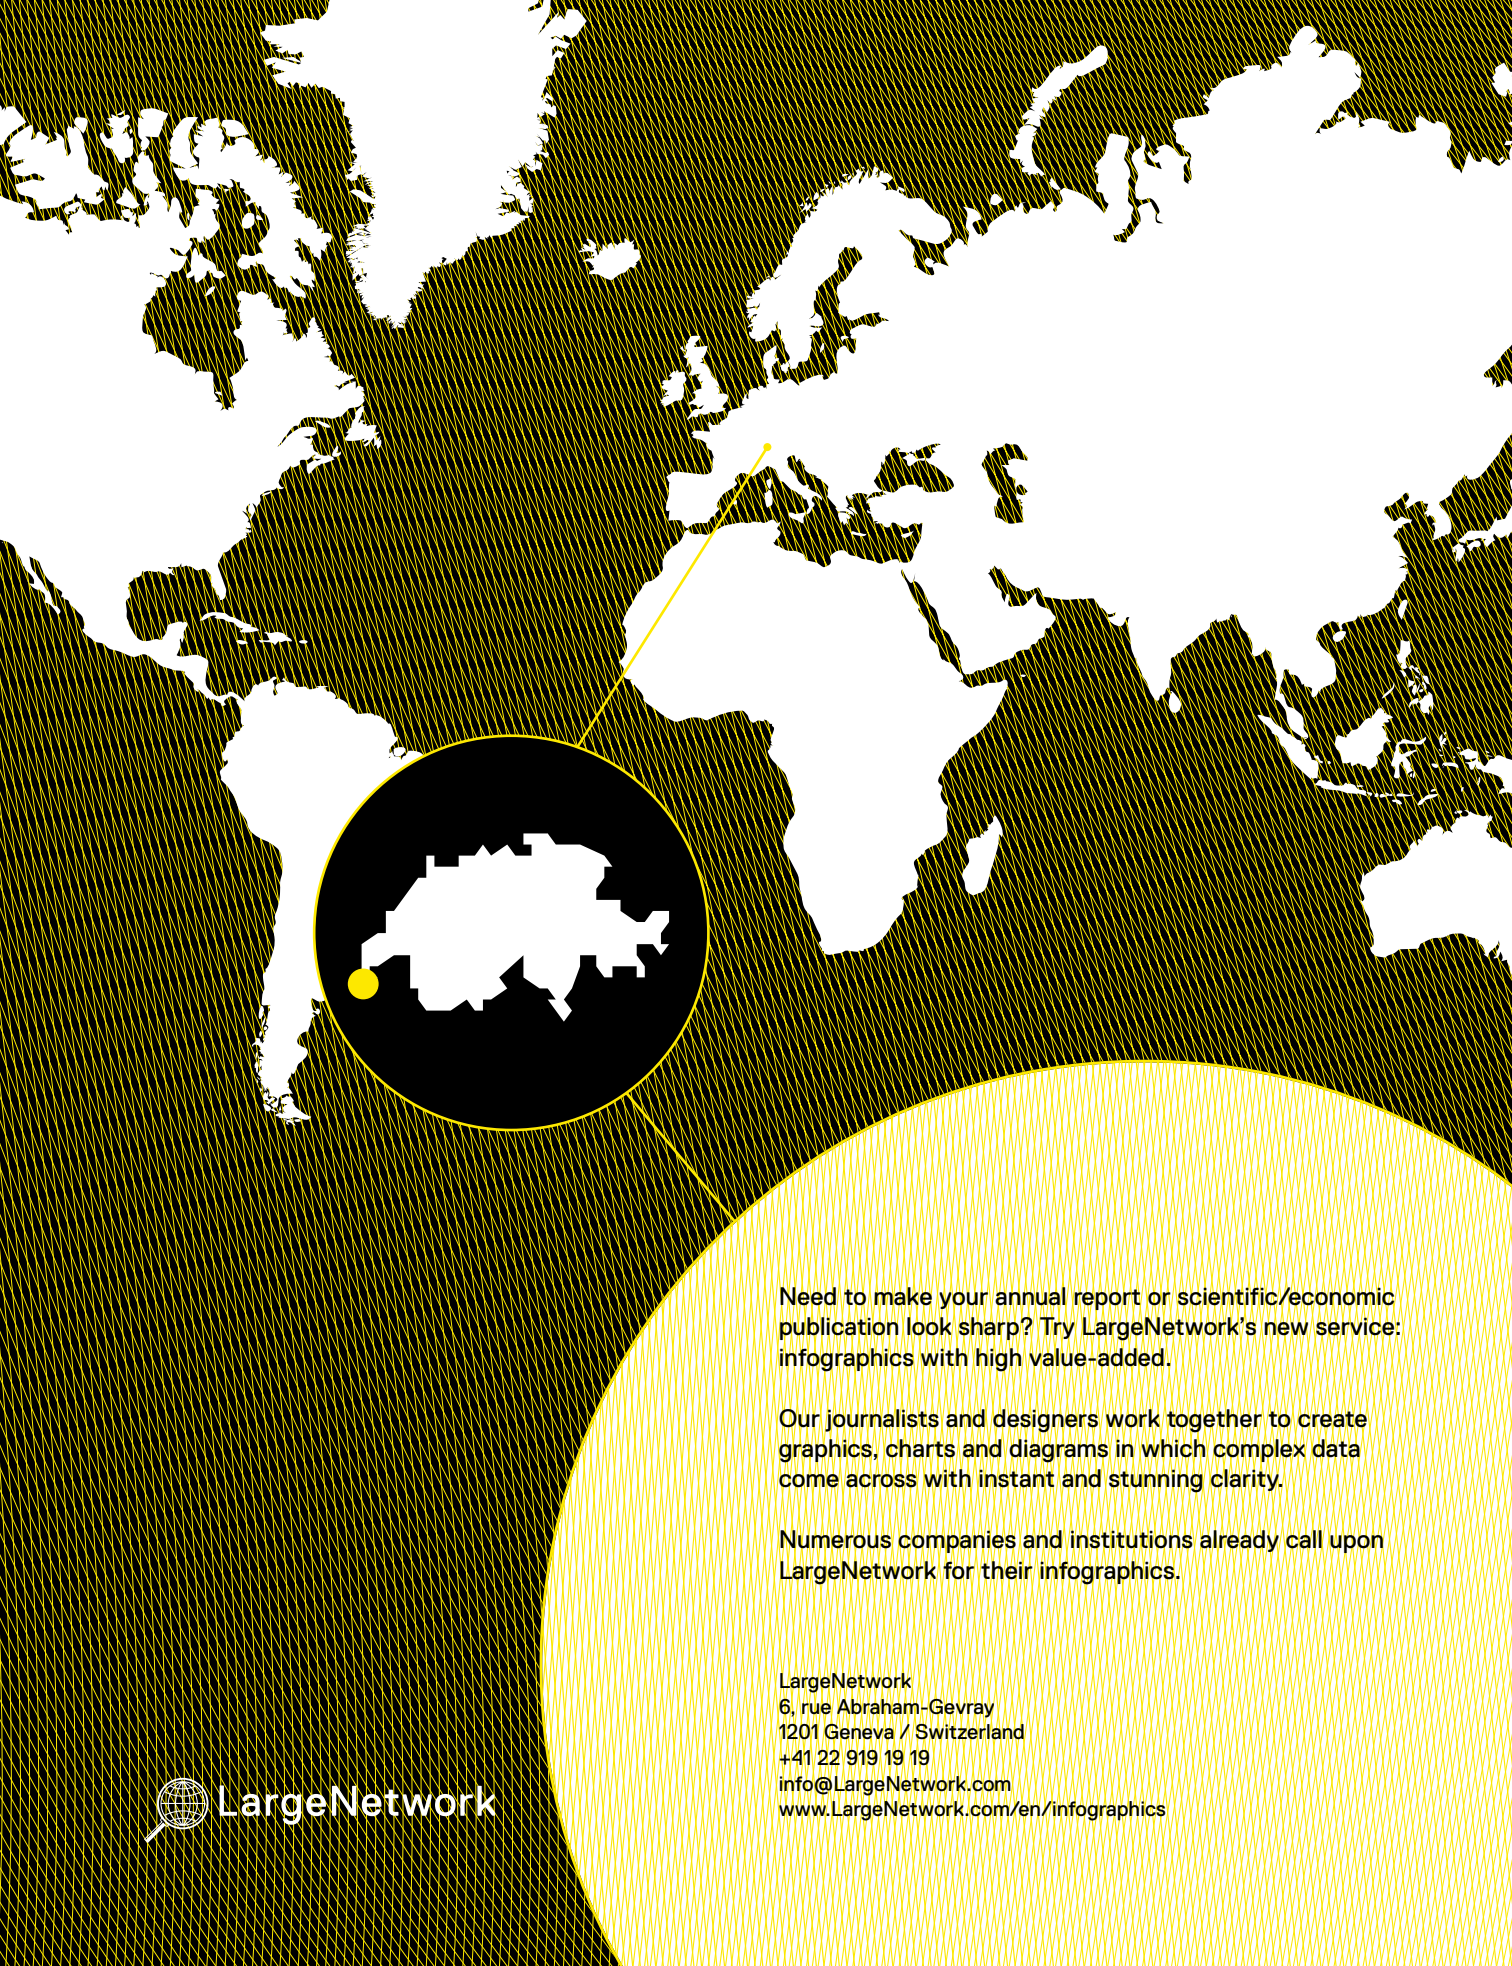 Need to make your annual report or scientific/economic
publication look sharp? Try LargeNetwork’s new service:
infographics with high value-added.
Our journalists and designers work together to create
graphics, charts and diagrams in which complex data
come across with instant and stunning clarity.
Numerous companies and institutions already call upon
LargeNetwork for their infographics.
LargeNetwork
6, rue Abraham-Gevray
1201 Geneva / Switzerland
+41 22 919 19 19
info@LargeNetwork.com
www.LargeNetwork.com/en/infographics
LargeNetwork